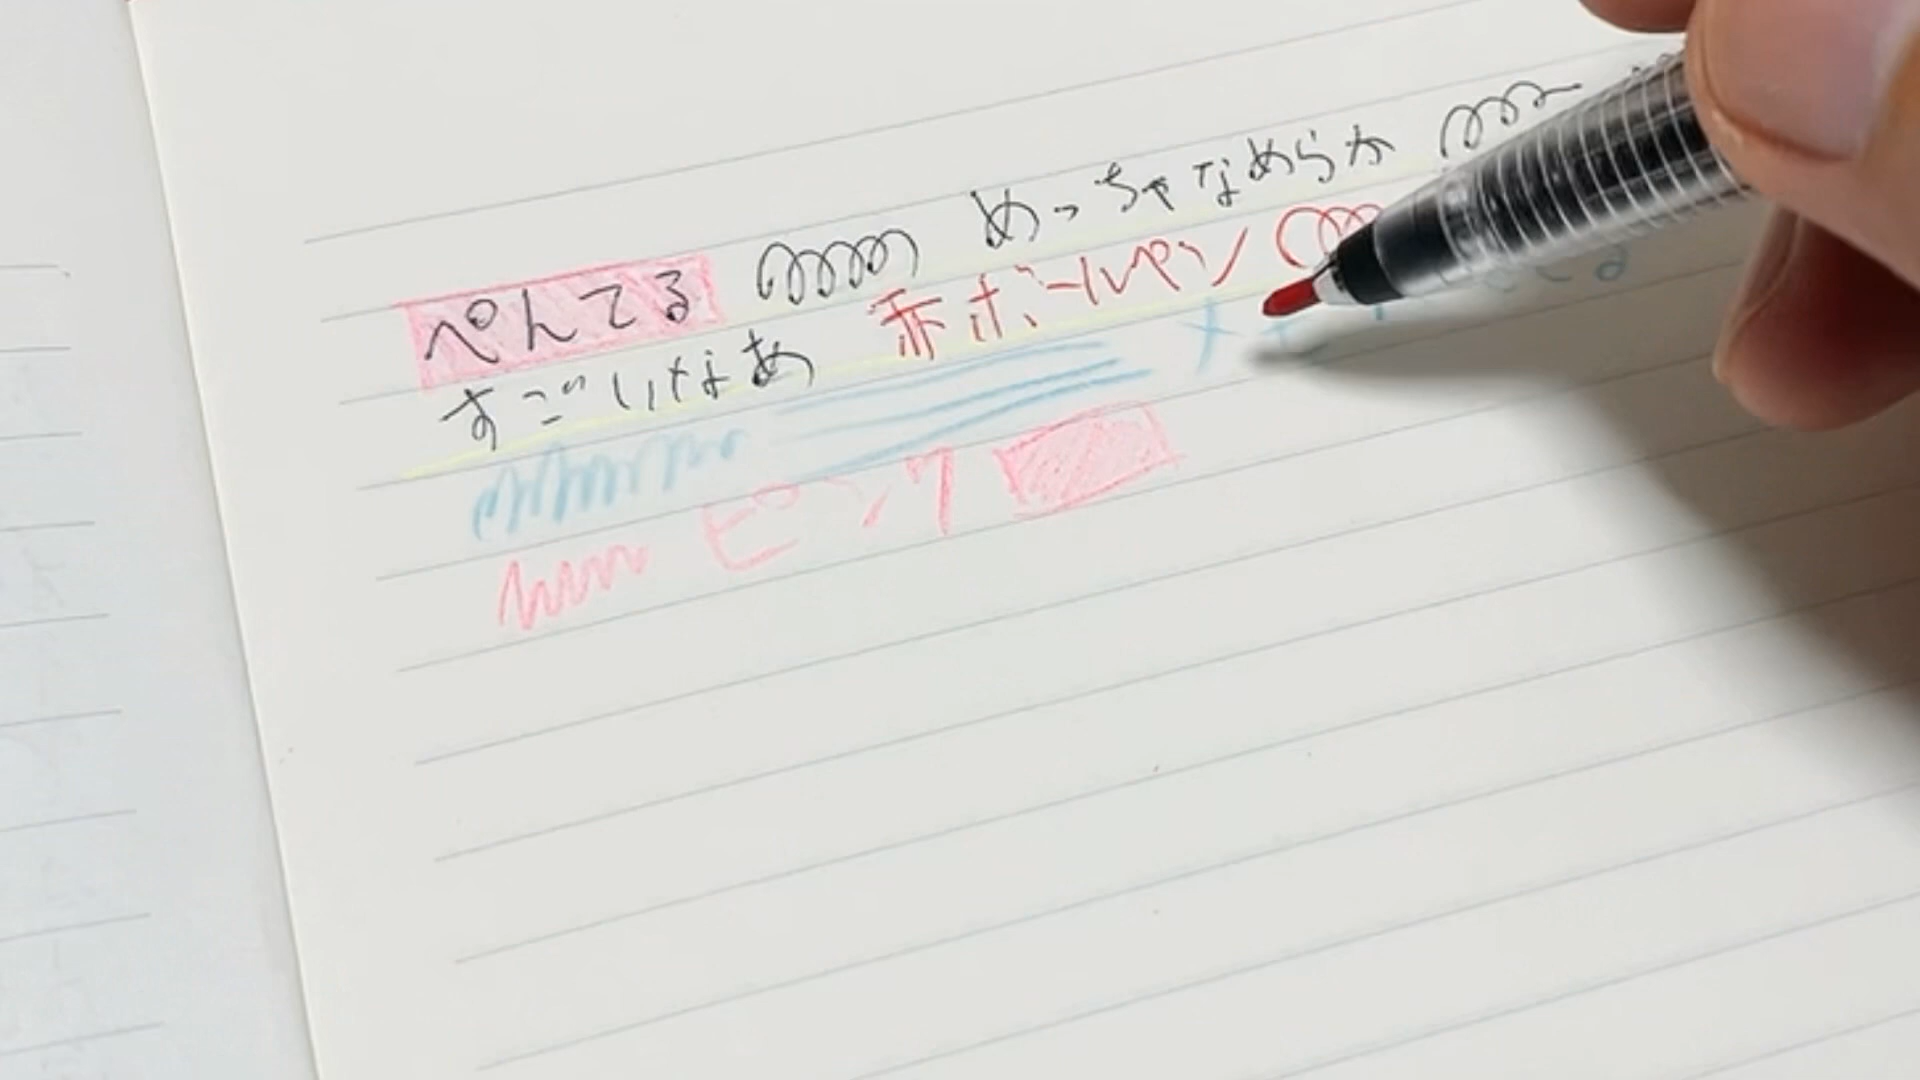 ぺんてる めっちゃなめらか
すごいなあ 赤ボールペン
ピンク